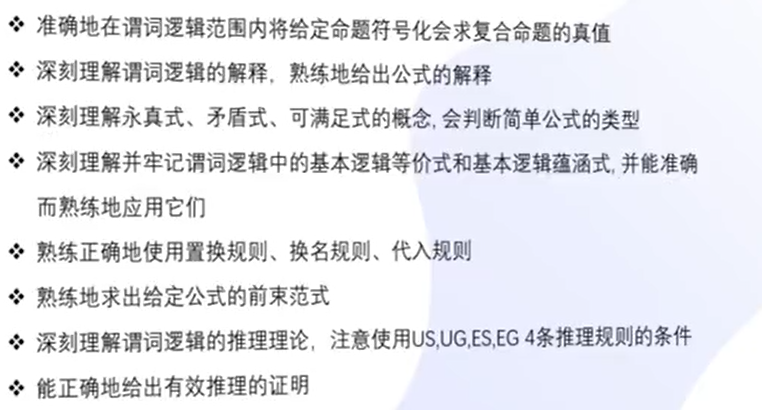 ❖ 准确地在谓词逻辑范围内将给定命题符号化会求复合命题的真值
❖ 深刻理解谓词逻辑的解释，熟练地给出公式的解释
❖ 深刻理解永真式、矛盾式、可满足式的概念, 会判断简单公式的类型
❖ 深刻理解并牢记谓词逻辑中的基本逻辑等价式和基本逻辑蕴涵式, 并能准确
而熟练地应用它们
❖ 熟练正确地使用置换规则、换名规则、代入规则
❖ 熟练地求出给定公式的前束范式
❖ 深刻理解谓词逻辑的推理理论，注意使用US,UG,ES,EG 4条推理规则的条件
❖ 能正确地给出有效推理的证明